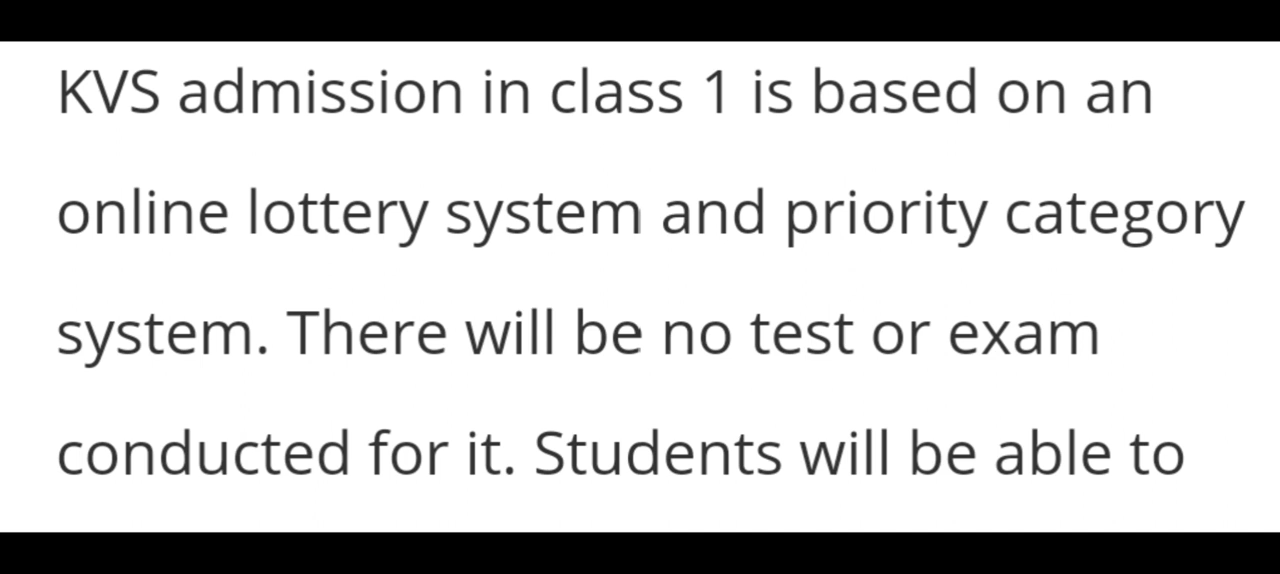 KVS admission in class 1 is based on an
online lottery system and priority category
system. There will be no test or exam
conducted for it. Students will be able to